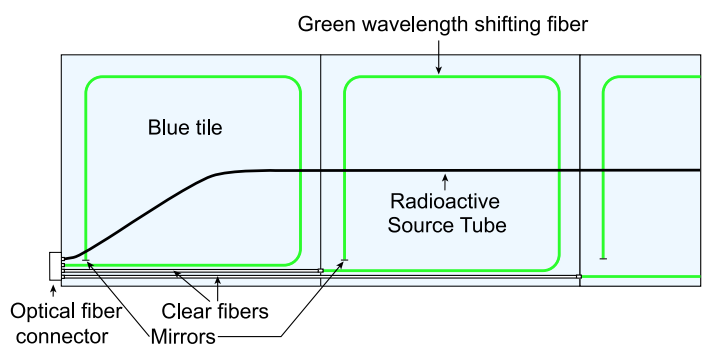 Green wavelength shifting fiber
Blue tile
Radioactive
Source Tube
Optical fiber
connector
Clear fibers
Mirrors